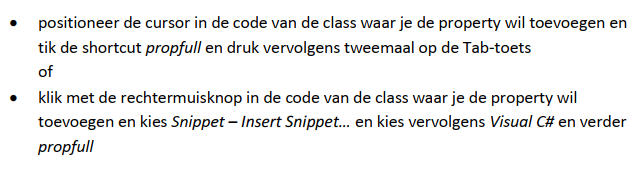 • positioneer de cursor in de code van de class waar je de property wil toevoegen en
tik de shortcut propfull en druk vervolgens tweemaal op de Tab-toets
of
• klik met de rechtermuisknop in de code van de class waar je de property wil
toevoegen en kies Snippet – Insert Snippet… en kies vervolgens Visual C# en verder
propfull